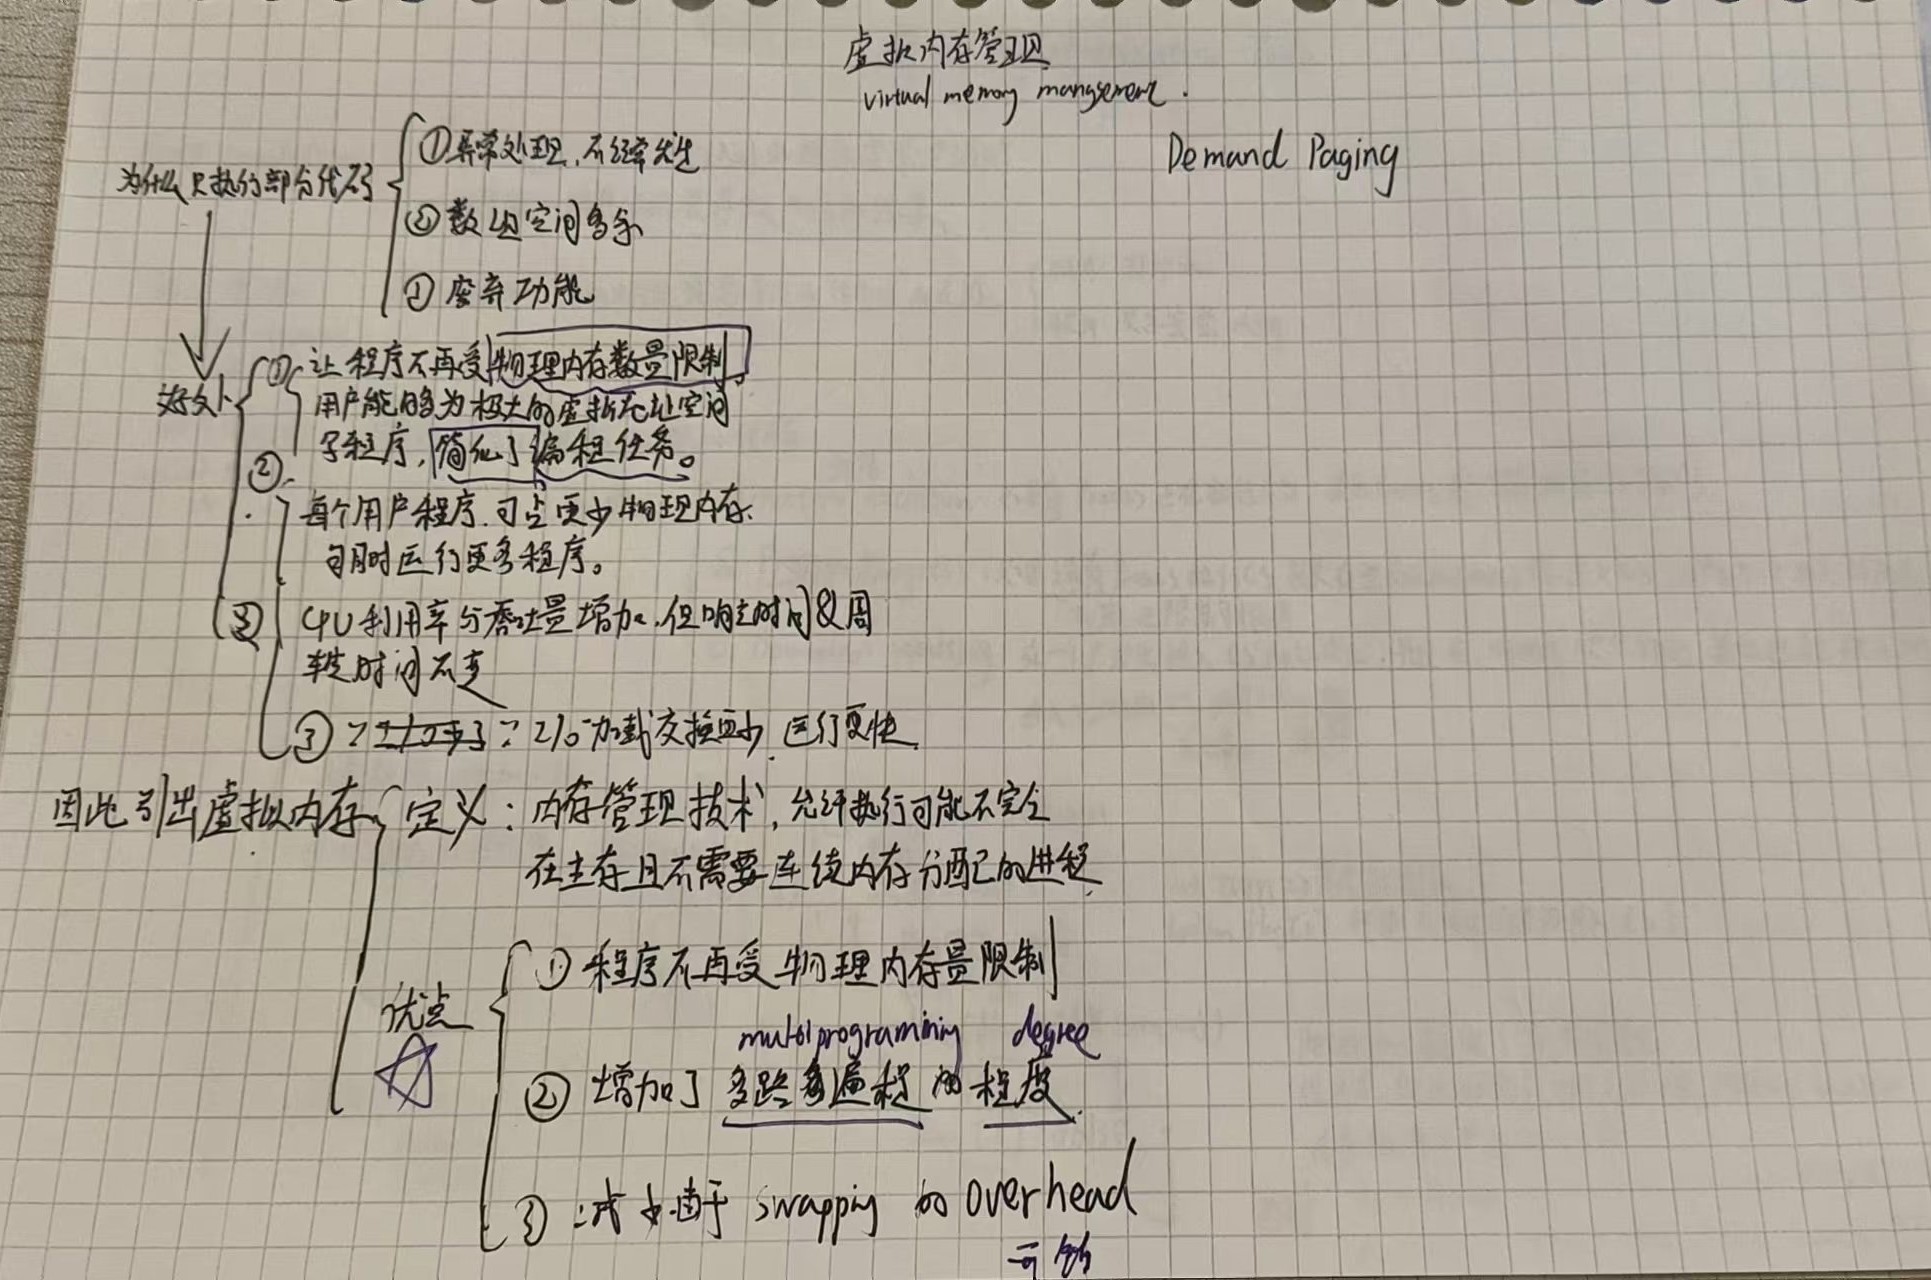 虚拟内存管理
virtual memory mangement.
Demand Paging
为什么只执行部分代码
①异常处理,不经常发生
②数组空间多余
①废弃功能
好处
①让程序不再受物理内存数量限制
用户能够为极大的虚拟地址空间
写程序,简化了编程任务。
②
每个用户程序.可占更少物理内存.
同时运行更多程序。
③ CPU利用率与吞吐量增加.但响应时间&周
转时间不变
③ I/O 加载交换更少 运行更快
因此引出虚拟内存
定义:内存管理技术,允许执行可能不完全
在主存且不需要连续内存分配的进程
优点
①程序不再受物理内存量限制
multiprograming degree
②增加了多路编程的程度.
③减少由于 swapping 的 overhead
开销